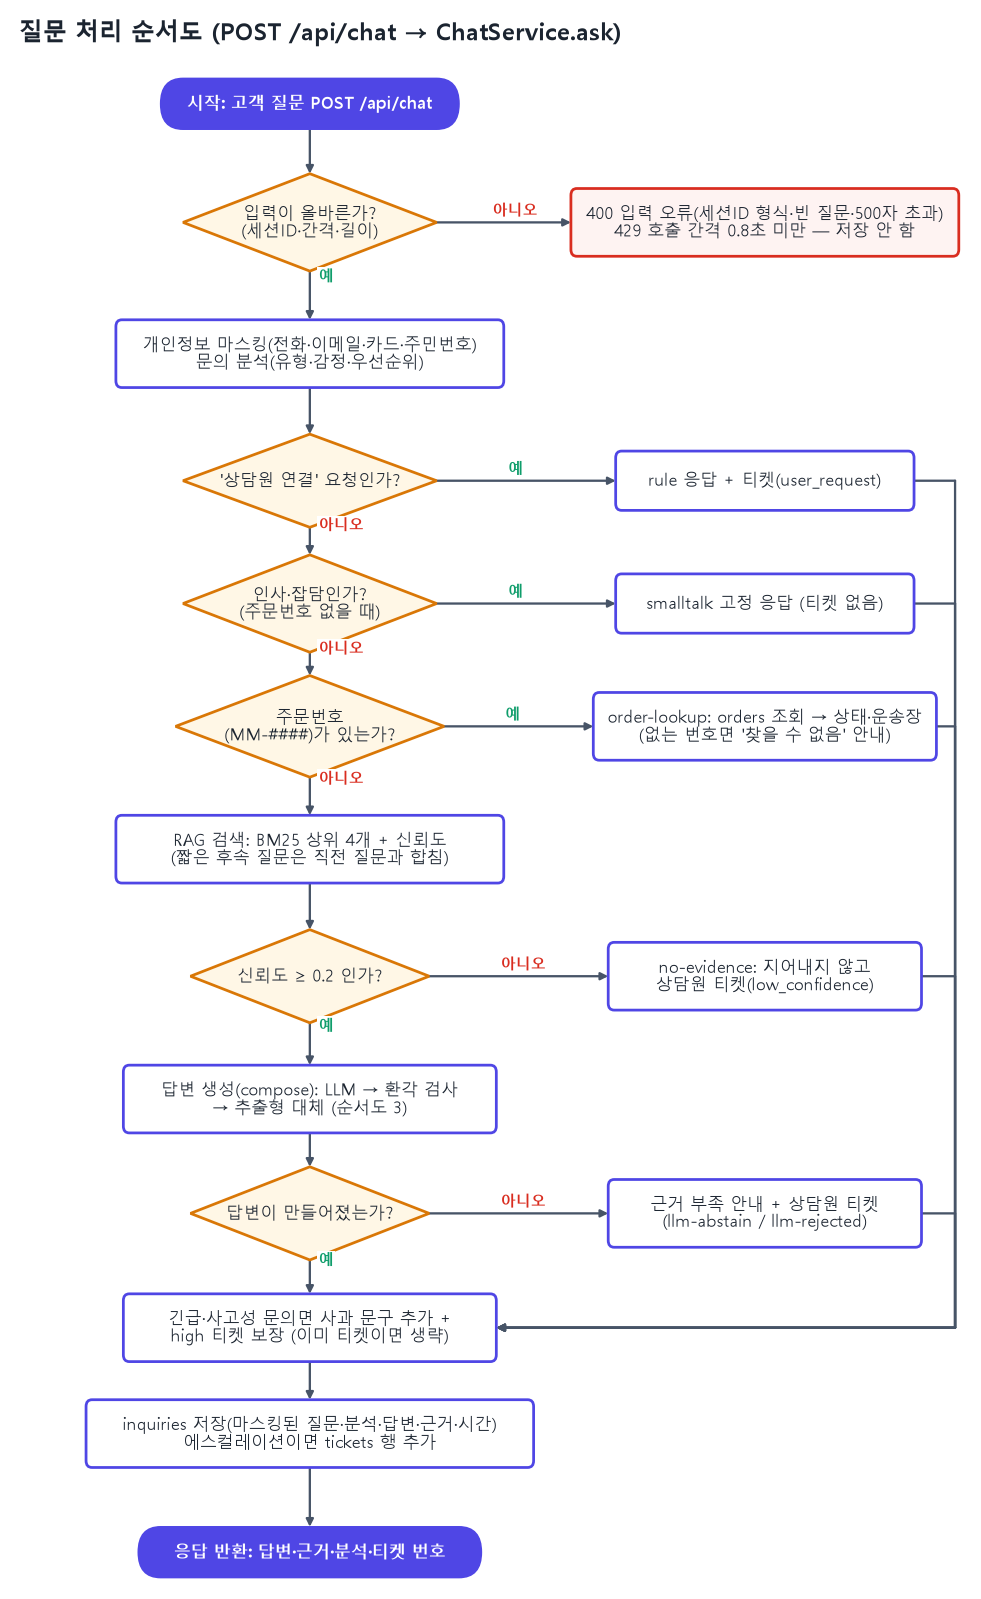 질문 처리 순서도 (POST /api/chat → ChatService.ask)
시작: 고객 질문 POST /api/chat
입력이 올바른가?
(세션ID·간격·길이)
아니오
400 입력 오류(세션ID 형식·빈 질문·500자 초과)
429 호출 간격 0.8초 미만 — 저장 안 함
예
개인정보 마스킹(전화·이메일·카드·주민번호)
문의 분석(유형·감정·우선순위)
'상담원 연결' 요청인가?
예
rule 응답 + 티켓(user_request)
아니오
인사·잡담인가?
(주문번호 없을 때)
예
smalltalk 고정 응답 (티켓 없음)
아니오
주문번호
(MM-####)가 있는가?
예
order-lookup: orders 조회 → 상태·운송장
(없는 번호면 '찾을 수 없음' 안내)
아니오
RAG 검색: BM25 상위 4개 + 신뢰도
(짧은 후속 질문은 직전 질문과 합침)
신뢰도 ≥ 0.2 인가?
아니오
no-evidence: 지어내지 않고
상담원 티켓(low_confidence)
예
답변 생성(compose): LLM → 환각 검사
→ 추출형 대체 (순서도 3)
답변이 만들어졌는가?
아니오
근거 부족 안내 + 상담원 티켓
(llm-abstain / llm-rejected)
예
긴급·사고성 문의면 사과 문구 추가 +
high 티켓 보장 (이미 티켓이면 생략)
inquiries 저장(마스킹된 질문·분석·답변·근거·시간)
에스컬레이션이면 tickets 행 추가
응답 반환: 답변·근거·분석·티켓 번호